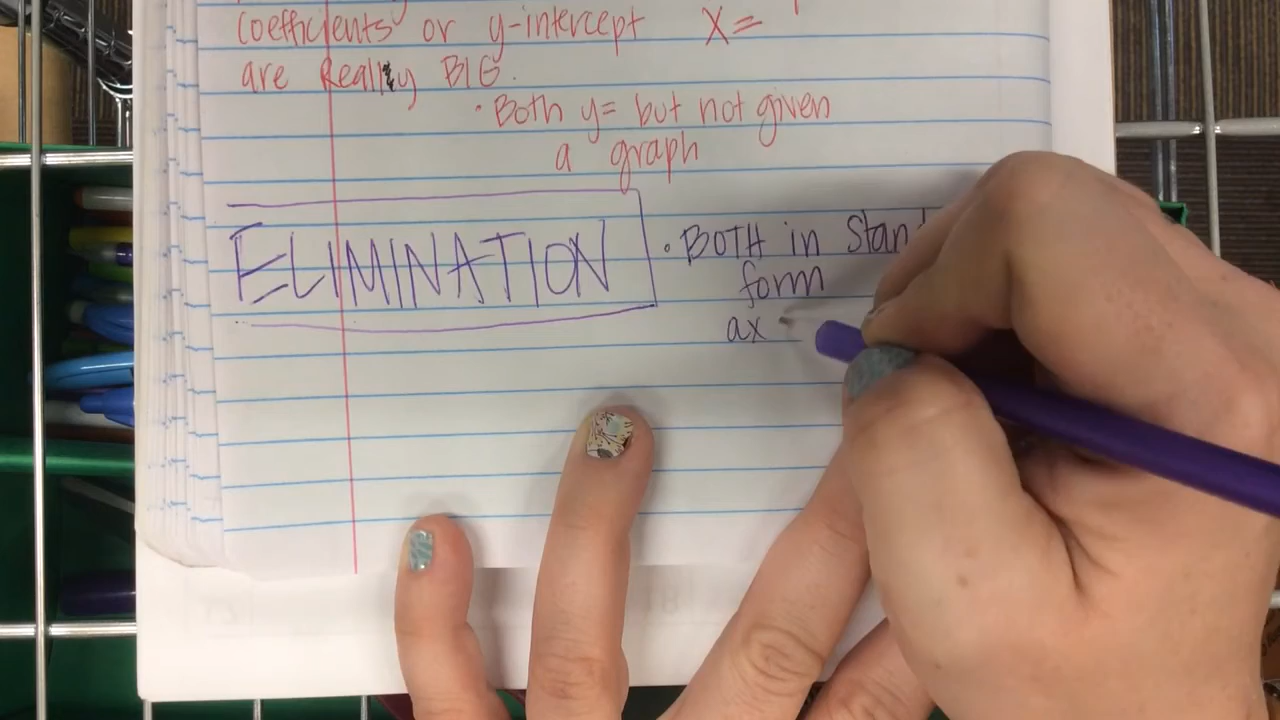 coefficients or y-intercept X=
are Really BIG.
· Both y= but not given
a graph
ELIMINATION · BOTH in Stan
form
ax